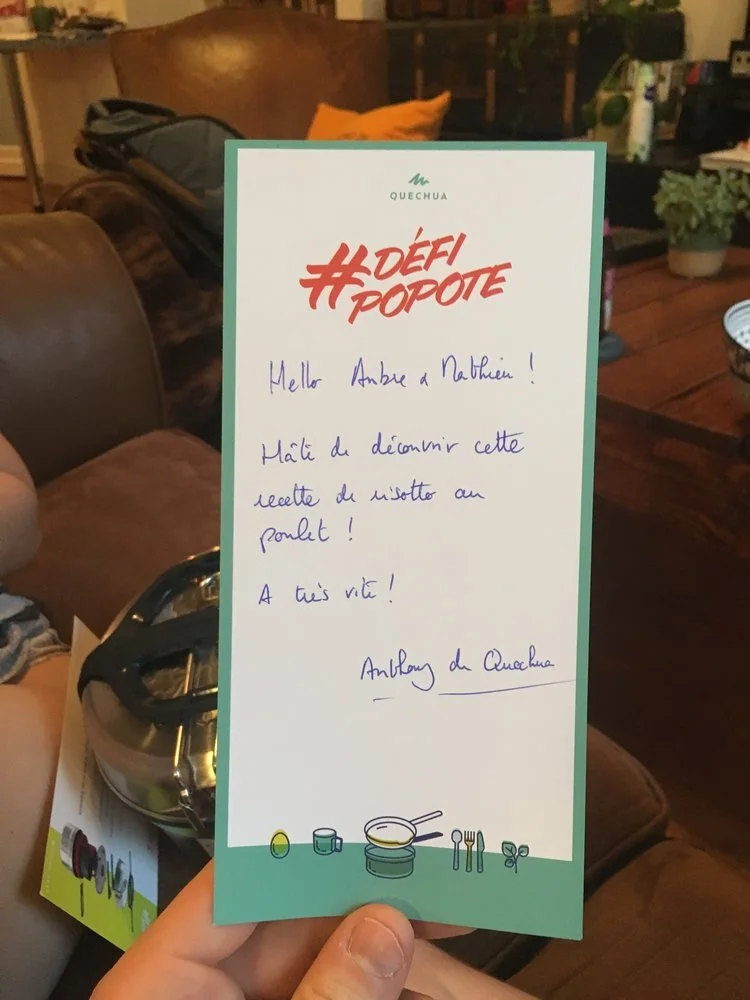 QUECHUA
#DÉFI
POPOTE
Hello Ambre & Mathieu !
Hâte de découvrir cette
recette de risotto au
poulet !
A très vite !
Anthony de Quechua